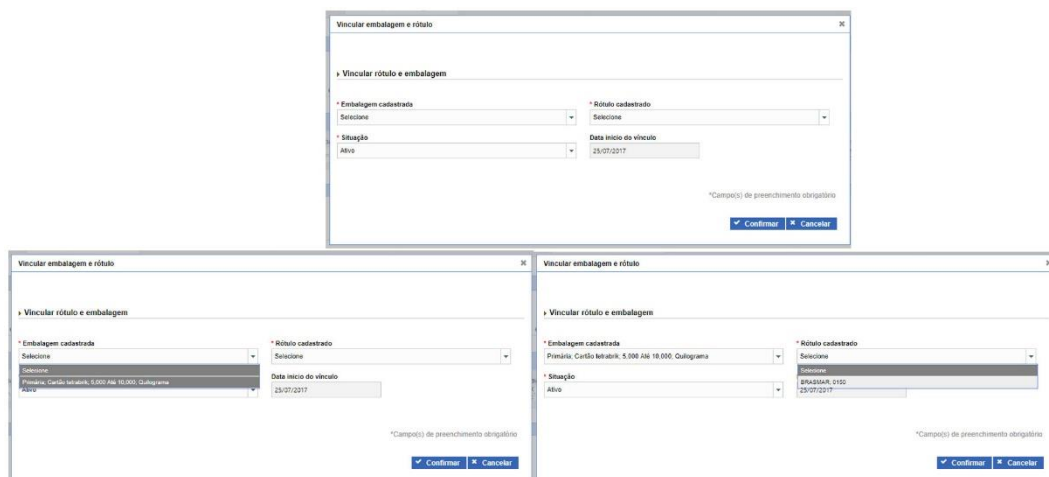 Vincular embalagem e rótulo
Vincular rótulo e embalagem
* Embalagem cadastrada * Rótulo cadastrado
Selecione Selecione
* Situação Data início do vínculo
Ativo 25/07/2017
*Campo(s) de preenchimento obrigatório
Confirmar Cancelar
Vincular embalagem e rótulo
Vincular rótulo e embalagem
* Embalagem cadastrada * Rótulo cadastrado
Selecione Selecione
Selecione
Primária; Cartão tetrabrik; 5,000 Até 10,000; Quilograma
Data início do vínculo
Ativo 25/07/2017
*Campo(s) de preenchimento obrigatório
Confirmar Cancelar
Vincular embalagem e rótulo
Vincular rótulo e embalagem
* Embalagem cadastrada * Rótulo cadastrado
Primária; Cartão tetrabrik; 5,000 Até 10,000; Quilograma Selecione
Selecione
* Situação BRASMAR, 0150
Ativo 25/07/2017
*Campo(s) de preenchimento obrigatório
Confirmar Cancelar